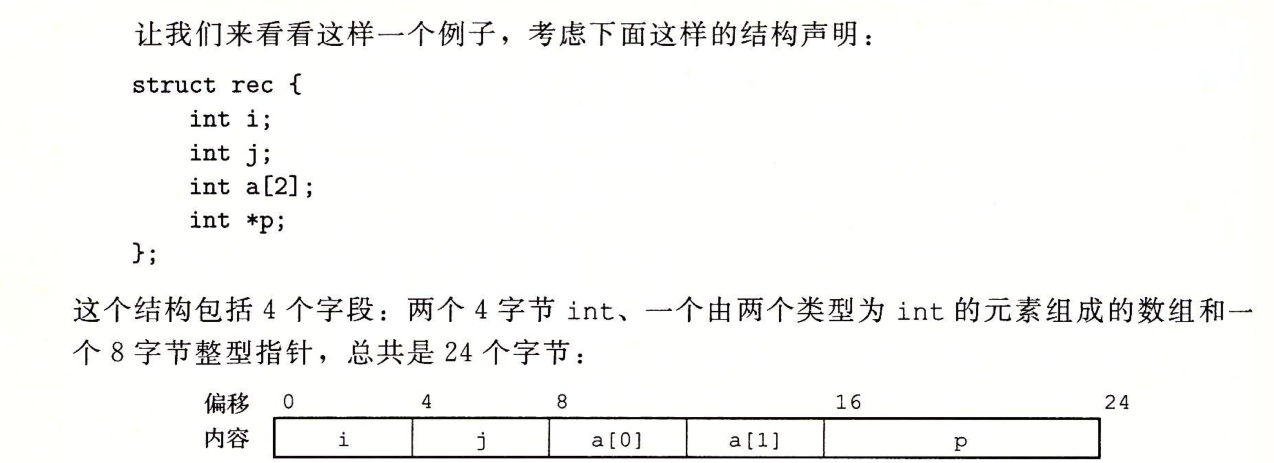 让我们来看看这样一个例子，考虑下面这样的结构声明：
struct rec {
    int i;
    int j;
    int a[2];
    int *p;
};
这个结构包括 4 个字段：两个 4 字节 int、一个由两个类型为 int 的元素组成的数组和一
个 8 字节整型指针，总共是 24 个字节：
偏移 0 4 8 16 24
内容 i j a[0] a[1] p